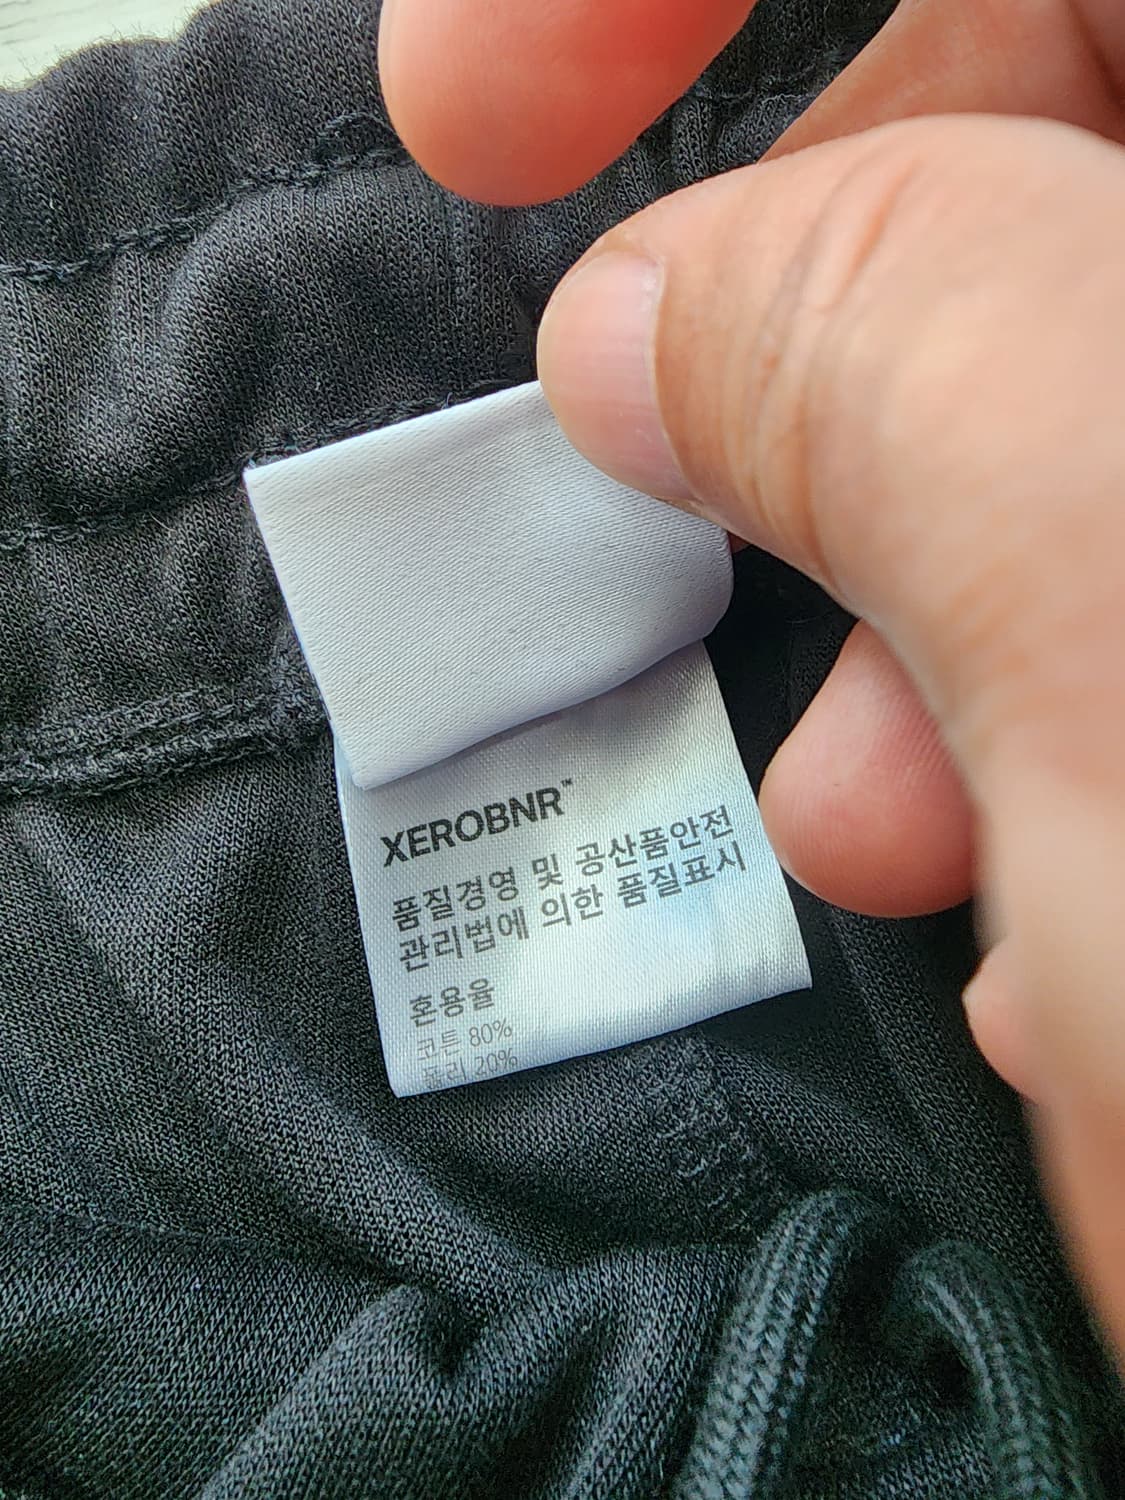 XEROBNR™
품질경영 및 공산품안전
관리법에 의한 품질표시
혼용율
코튼 80%
폴리 20%